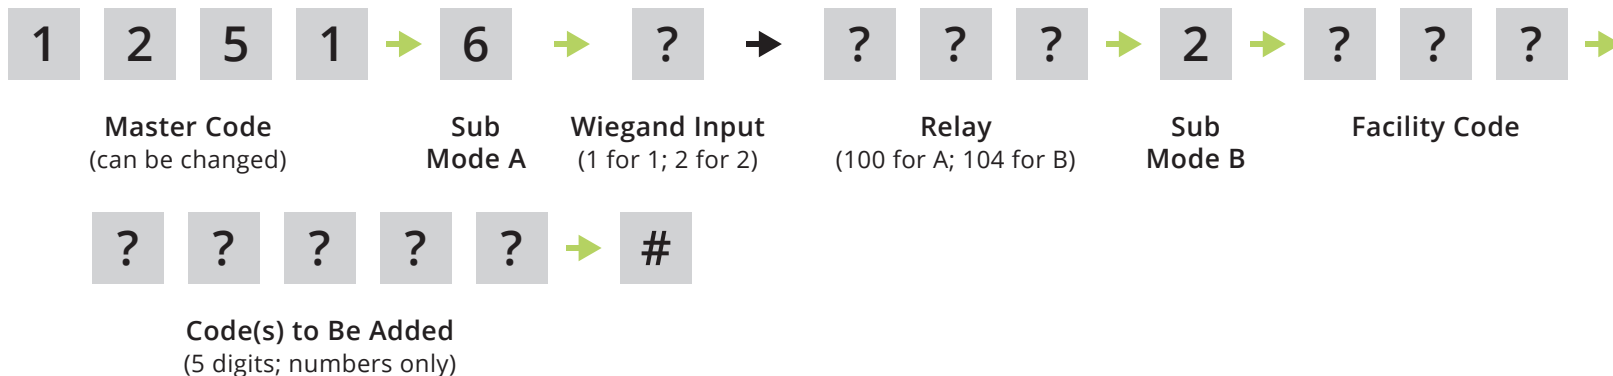 1 2 5 1 6 ? ? ? ? 2 ? ? ?
Master Code Sub Wiegand Input Relay Sub Facility Code
(can be changed) Mode A (1 for 1; 2 for 2) (100 for A; 104 for B) Mode B
? ? ? ? ? #
Code(s) to Be Added
(5 digits; numbers only)